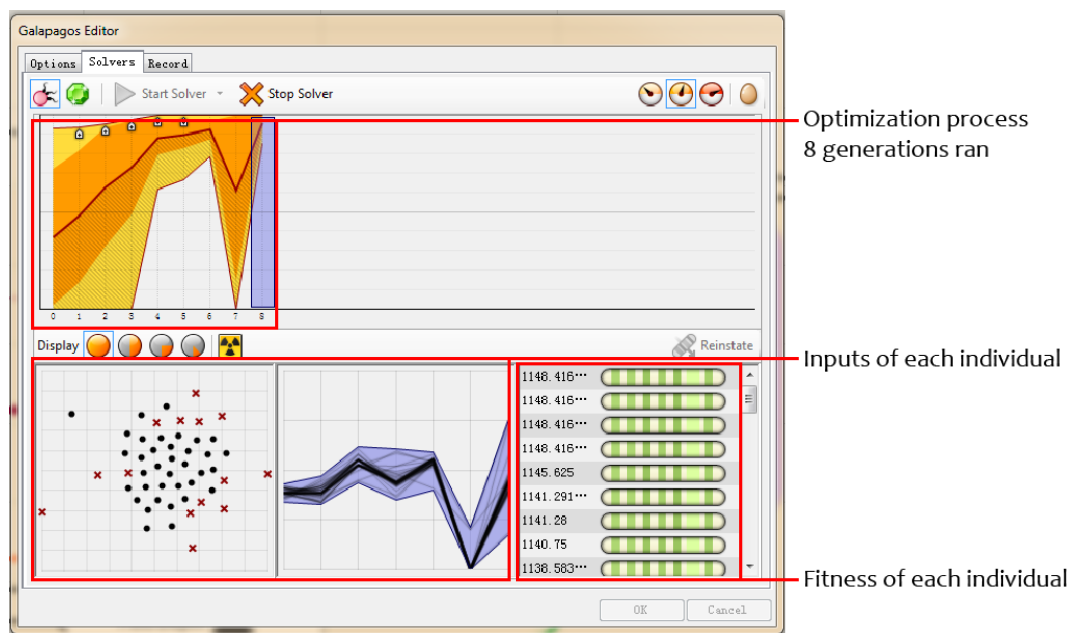 Galapagos Editor
Options Solvers Record
Start Solver Stop Solver
Optimization process
8 generations ran
0 1 2 3 4 5 6 7 8
Display
Reinstate
Inputs of each individual
1148.416···
1148.416···
1148.416···
1148.416···
1145.625
1141.291···
1141.28
1140.75
1138.583···
Fitness of each individual
OK Cancel